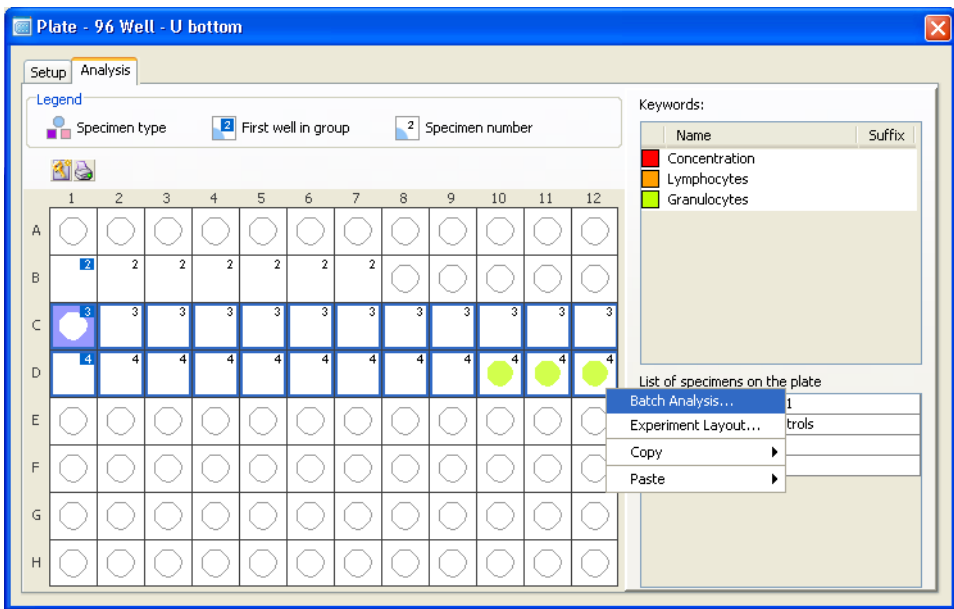 Plate - 96 Well - U bottom
Setup Analysis
Legend
Specimen type 2 First well in group 2 Specimen number
Keywords:
Name Suffix
Concentration
Lymphocytes
Granulocytes
1 2 3 4 5 6 7 8 9 10 11 12
A
B 2 2 2 2 2 2 2
C 3 3 3 3 3 3 3 3 3 3 3 3
D 4 4 4 4 4 4 4 4 4 4 4 4
E
F
G
H
List of specimens on the plate
1
trols
Batch Analysis...
Experiment Layout...
Copy
Paste